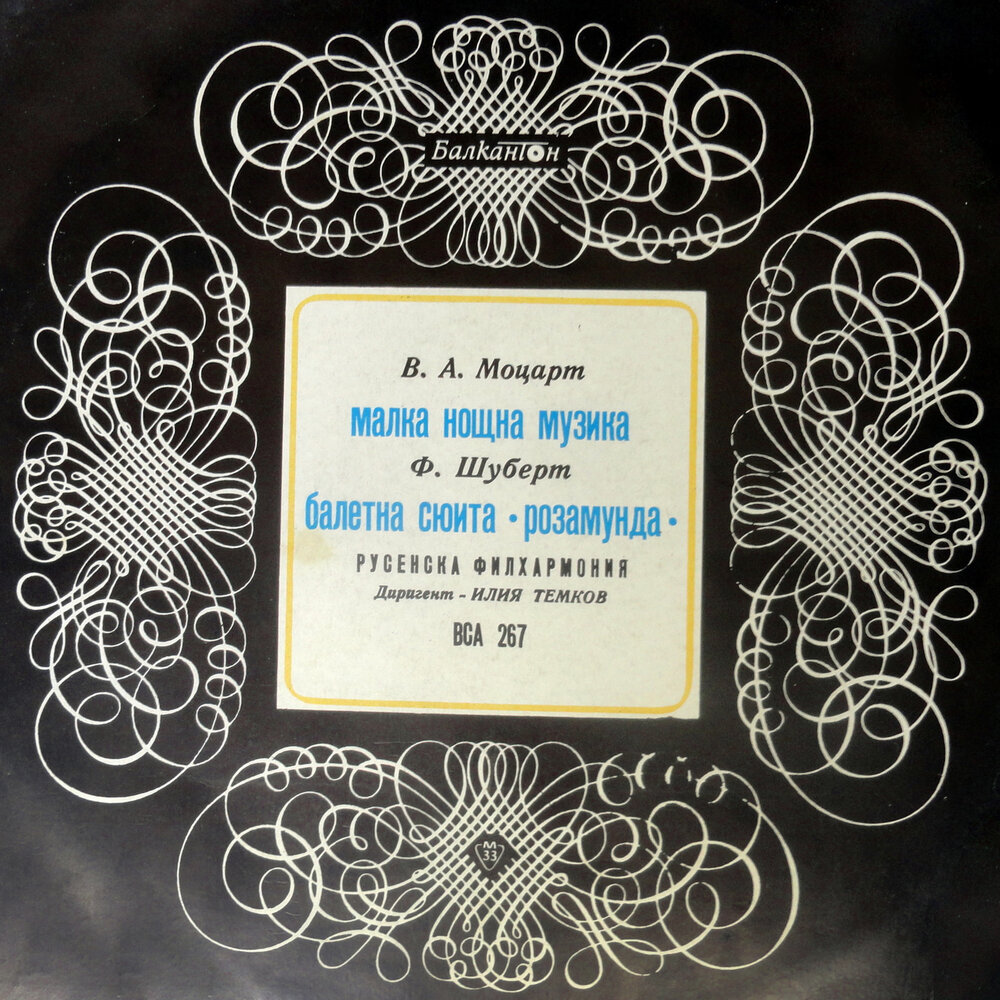 Балкантон
В. А. Моцарт
МАЛКА НОЩНА МУЗИКА
Ф. Шуберт
БАЛЕТНА СЮИТА • РОЗАМУНДА •
РУСЕНСКА ФИЛХАРМОНИЯ
Диригент - ИЛИЯ ТЕМКОВ
ВСА 267
М
33